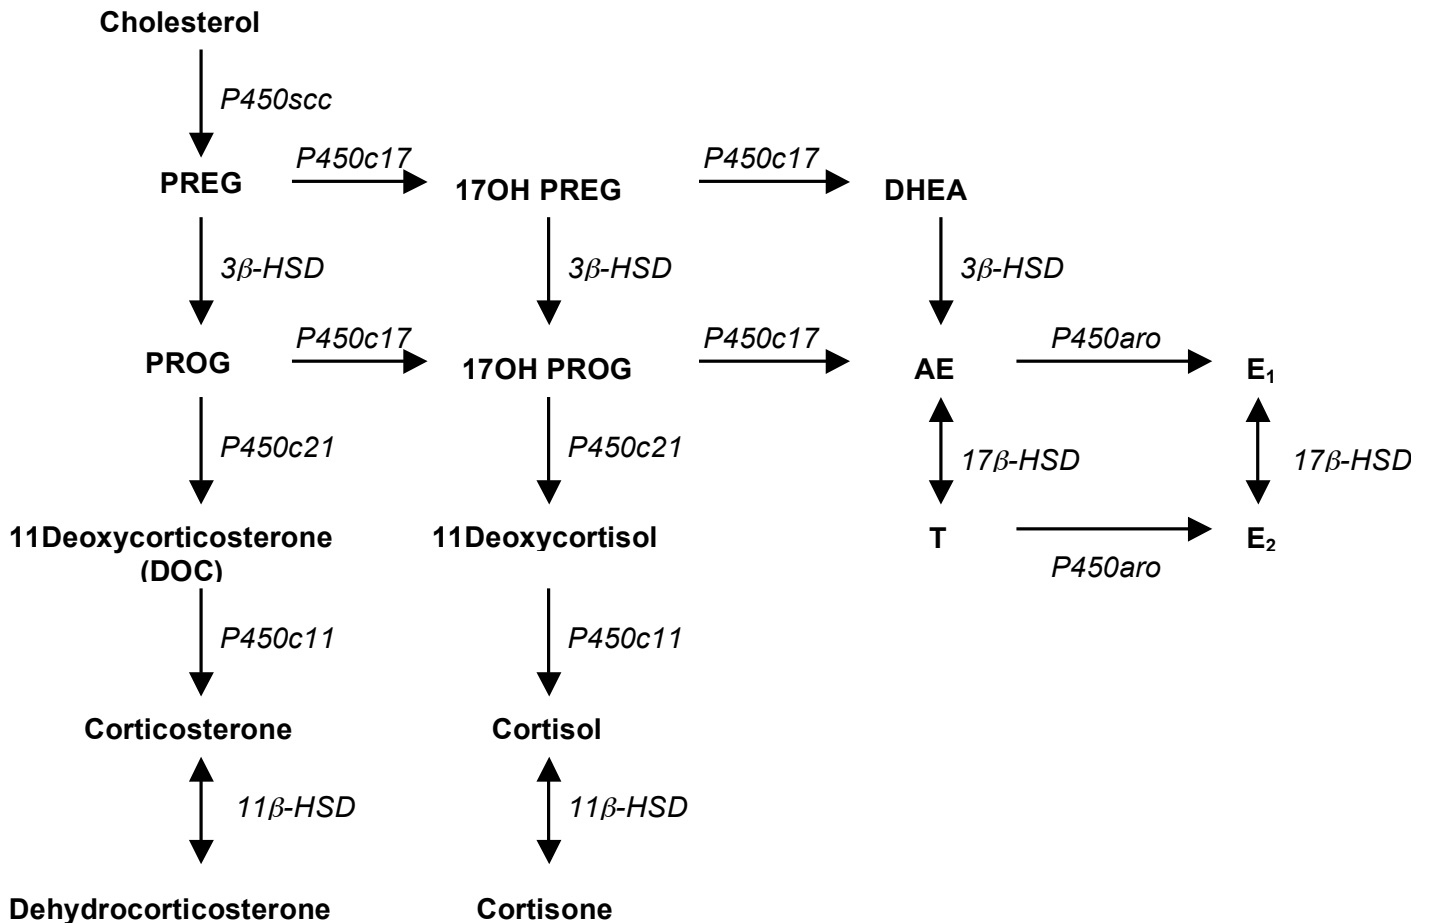 Cholesterol
P450scc
P450c17
P450c17
PREG
17OH PREG
DHEA
3β-HSD
3β-HSD
3β-HSD
P450c17
P450c17
P450aro
PROG
17OH PROG
AE
E₁
P450c21
P450c21
17β-HSD
17β-HSD
11Deoxycorticosterone
(DOC)
11Deoxycortisol
T
E₂
P450aro
P450c11
P450c11
Corticosterone
Cortisol
11β-HSD
11β-HSD
Dehydrocorticosterone
Cortisone